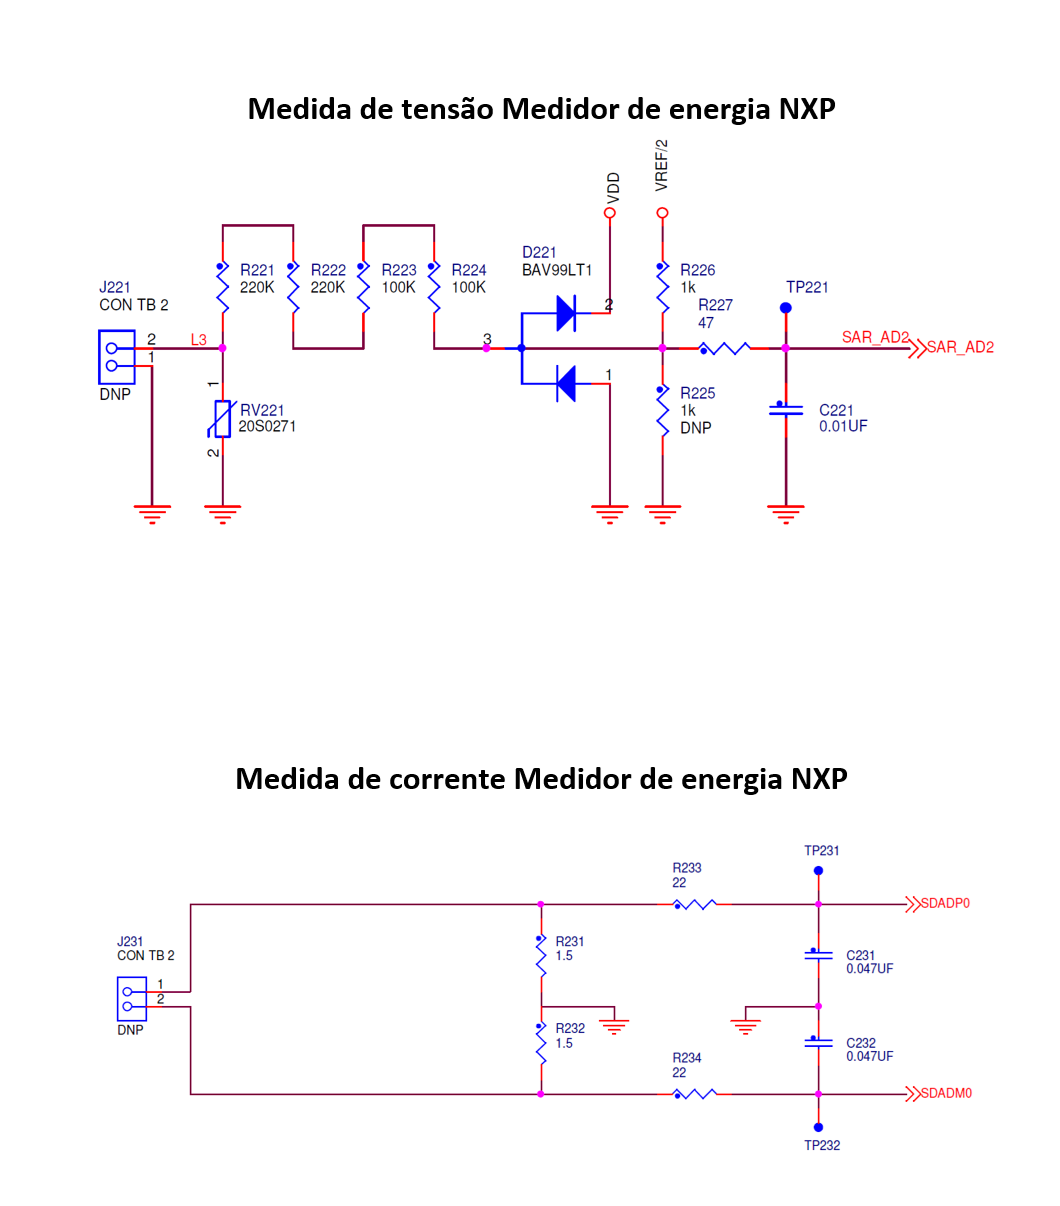 Medida de tensão Medidor de energia NXP
VDD
VREF/2
D221
BAV99LT1
R221
220K
R222
220K
R223
100K
R224
100K
R226
1k
J221
CON TB 2
R227
47
TP221
2
2
L3
3
SAR_AD2
SAR_AD2
1
1
1
DNP
R225
1k
DNP
RV221
20S0271
C221
0.01UF
2
Medida de corrente Medidor de energia NXP
TP231
R233
22
SDADP0
J231
CON TB 2
R231
1.5
C231
0.047UF
1
2
DNP
R232
1.5
C232
0.047UF
R234
22
SDADM0
TP232